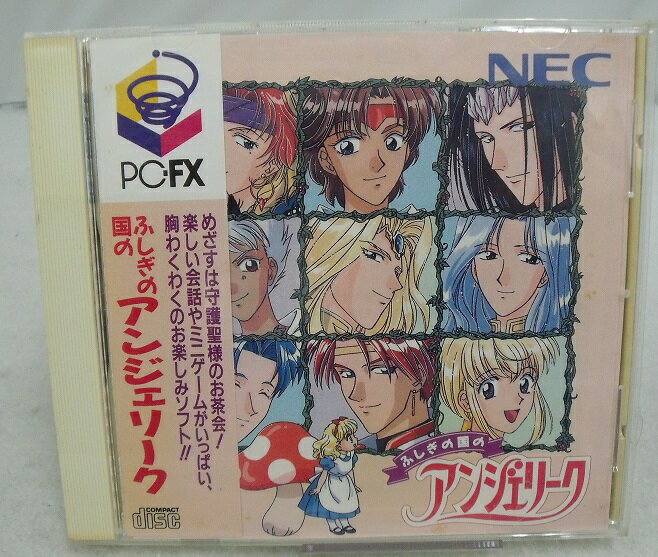 NEC
PC-FX
めざすは守護聖様のお茶会!
楽しい会話やミニゲームがいっぱい、
胸わくわくのお楽しみソフト!!
ふしぎの
国の
アンジェリーク
COMPACT
disc
ふしぎの国の
アンジェリーク